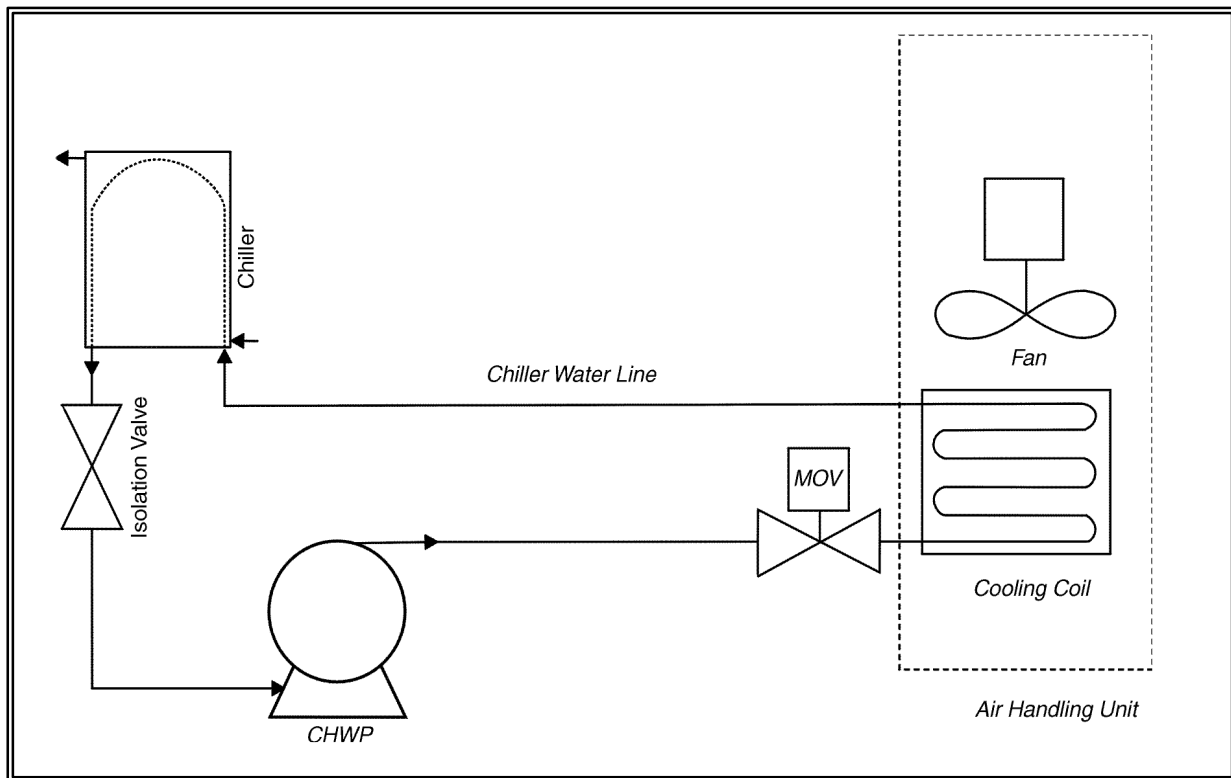 Chiller
Fan
Chiller Water Line
Isolation Valve
MOV
Cooling Coil
Air Handling Unit
CHWP